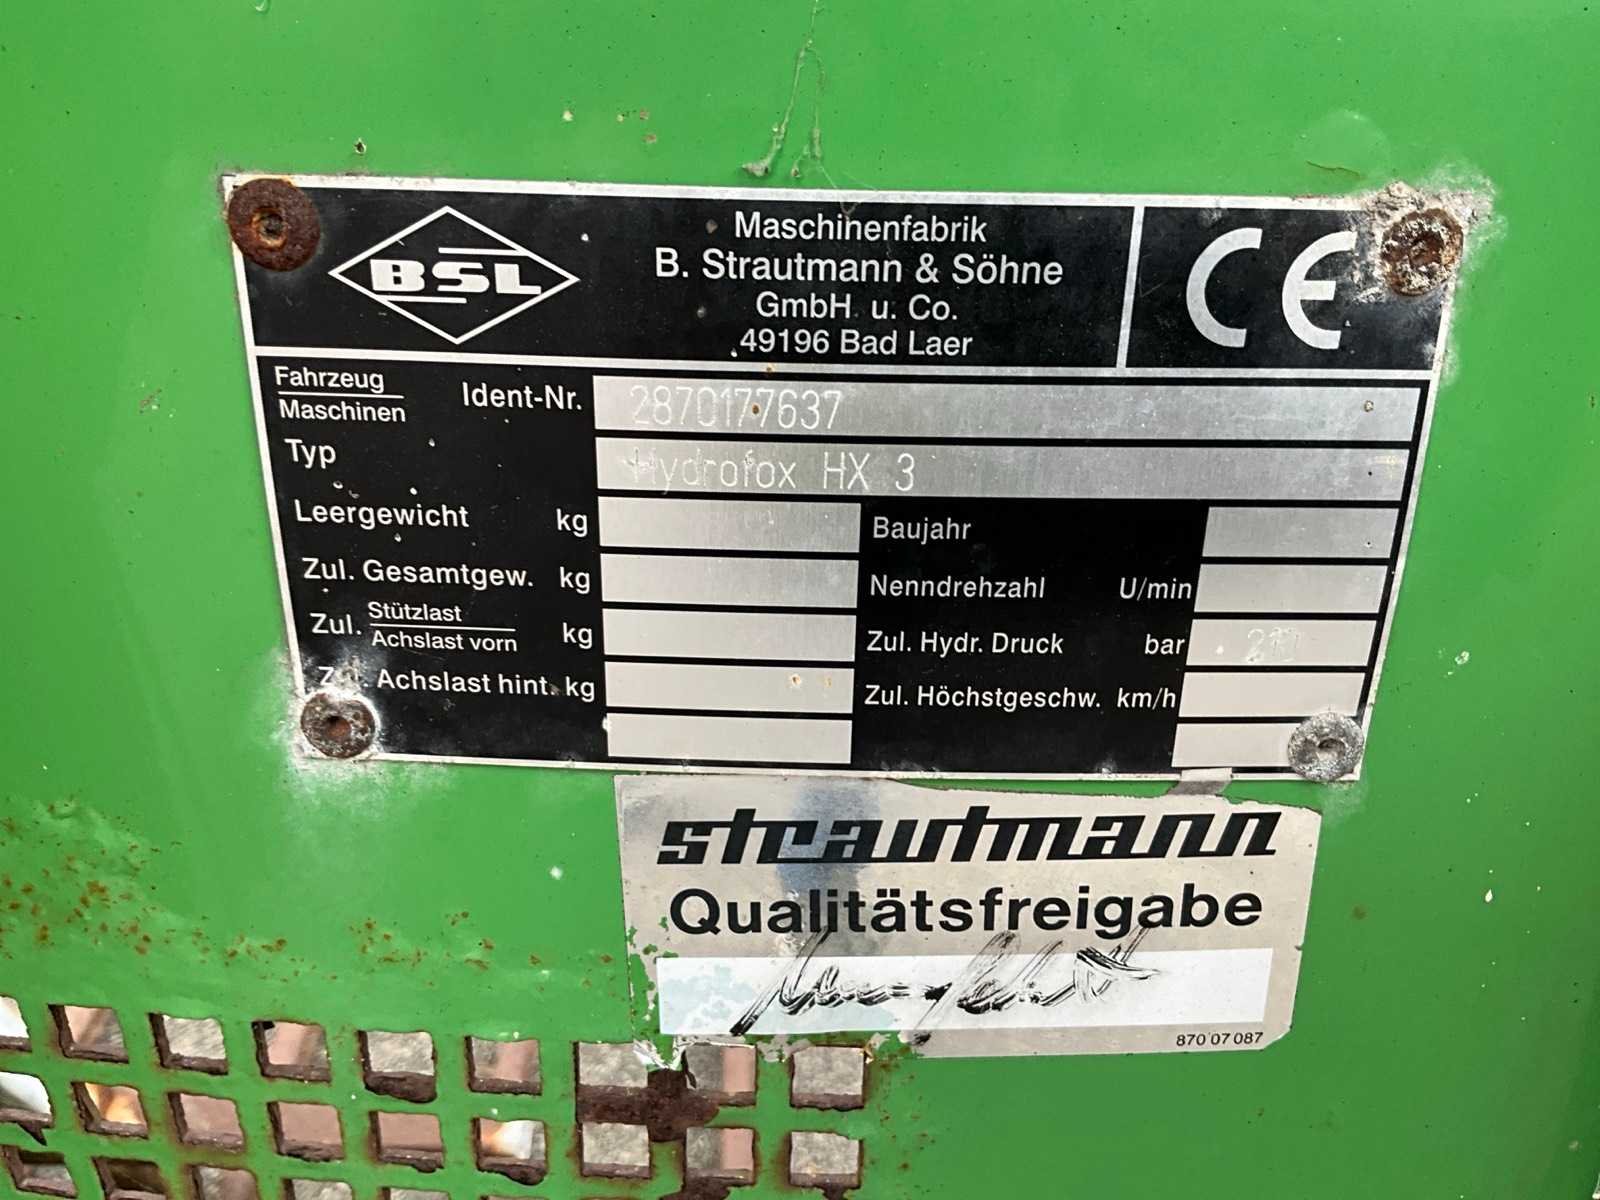 BSL
Maschinenfabrik
B. Strautmann & Söhne
GmbH. u. Co.
49196 Bad Laer
CE
Fahrzeug
Maschinen
Ident-Nr. 2870177637
Typ Hydrofox HX 3
Leergewicht kg
Baujahr
Zul. Gesamtgew. kg
Nenndrehzahl U/min
Zul. Stützlast
Achslast vorn kg
Zul. Hydr. Druck bar 210
Zul. Achslast hint. kg
Zul. Höchstgeschw. km/h
strautmann
Qualitätsfreigabe
870 07 087